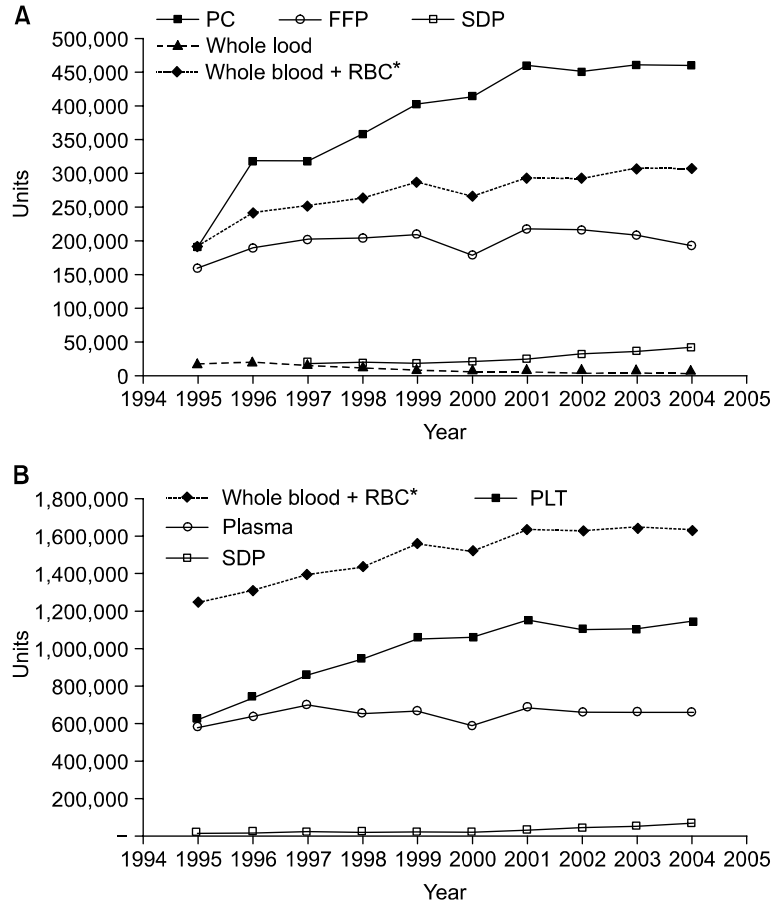 A
PC FFP SDP
Whole lood
Whole blood + RBC*
500,000
450,000
400,000
350,000
300,000
250,000
200,000
150,000
100,000
50,000
0
Units
1994 1995 1996 1997 1998 1999 2000 2001 2002 2003 2004 2005
Year
B
Whole blood + RBC* PLT
Plasma
SDP
1,800,000
1,600,000
1,400,000
1,200,000
1,000,000
800,000
600,000
400,000
200,000
–
Units
1994 1995 1996 1997 1998 1999 2000 2001 2002 2003 2004 2005
Year